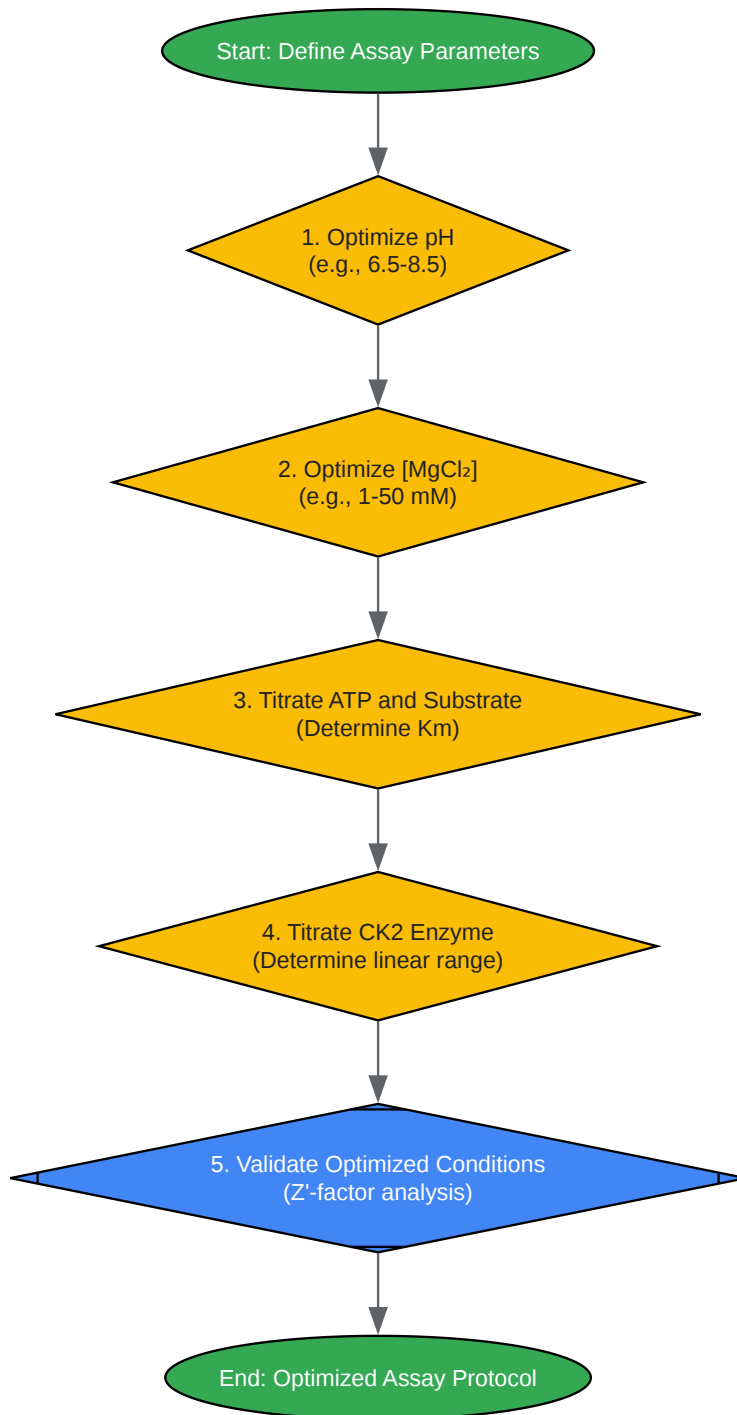 Start: Define Assay Parameters
1. Optimize pH
(e.g., 6.5-8.5)
2. Optimize [MgCl₂]
(e.g., 1-50 mM)
3. Titrate ATP and Substrate
(Determine Km)
4. Titrate CK2 Enzyme
(Determine linear range)
5. Validate Optimized Conditions
(Z'-factor analysis)
End: Optimized Assay Protocol